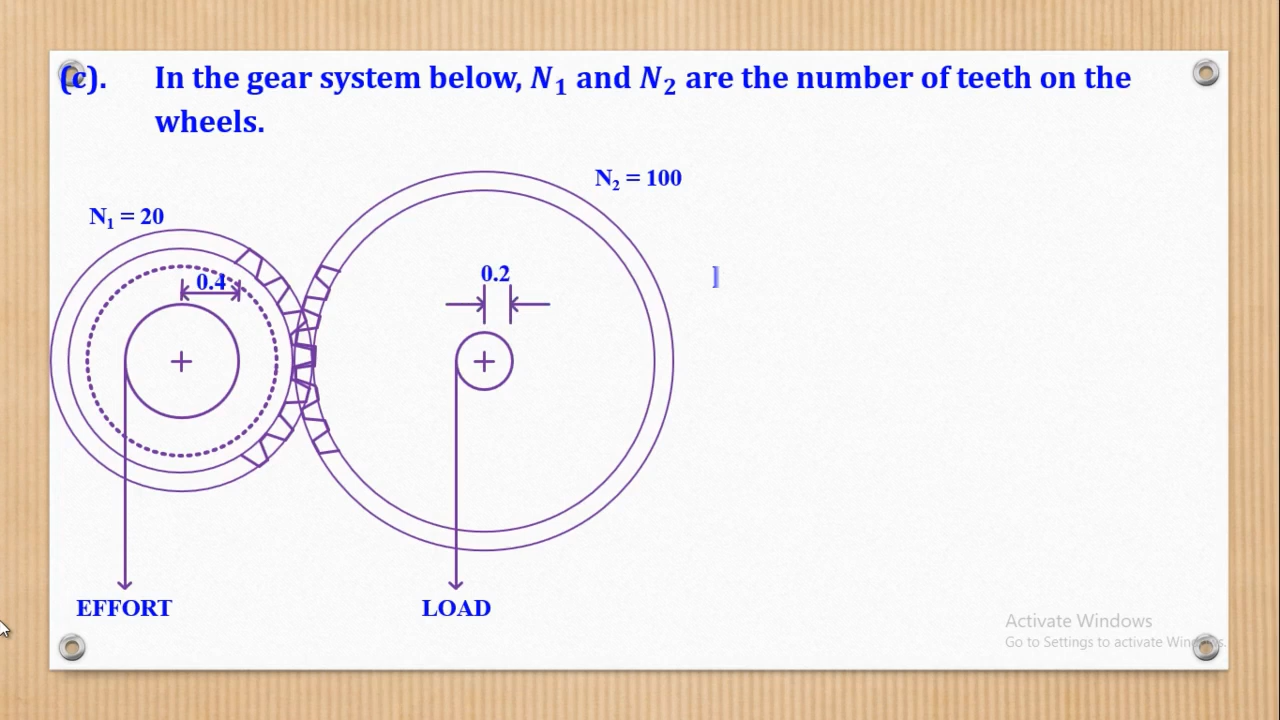 (c). In the gear system below, N₁ and N₂ are the number of teeth on the
wheels.
N₂ = 100
N₁ = 20
0.4
0.2
EFFORT
LOAD
Activate Windows
Go to Settings to activate Windows.